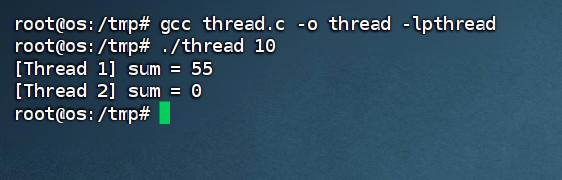 root@os:/tmp# gcc thread.c -o thread -lpthread
root@os:/tmp# ./thread 10
[Thread 1] sum = 55
[Thread 2] sum = 0
root@os:/tmp#